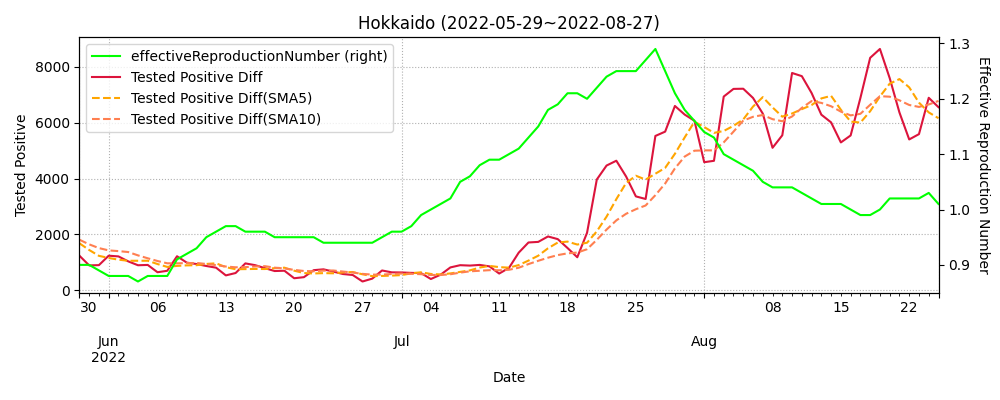 Hokkaido (2022-05-29~2022-08-27)
effectiveReproductionNumber (right)
Tested Positive Diff
Tested Positive Diff(SMA5)
Tested Positive Diff(SMA10)
Tested Positive
8000
6000
4000
2000
0
1.3
1.2
1.1
1.0
0.9
Effective Reproduction Number
30 06 13 20 27 04 11 18 25 08 15 22
Jun Jul Aug
2022
Date